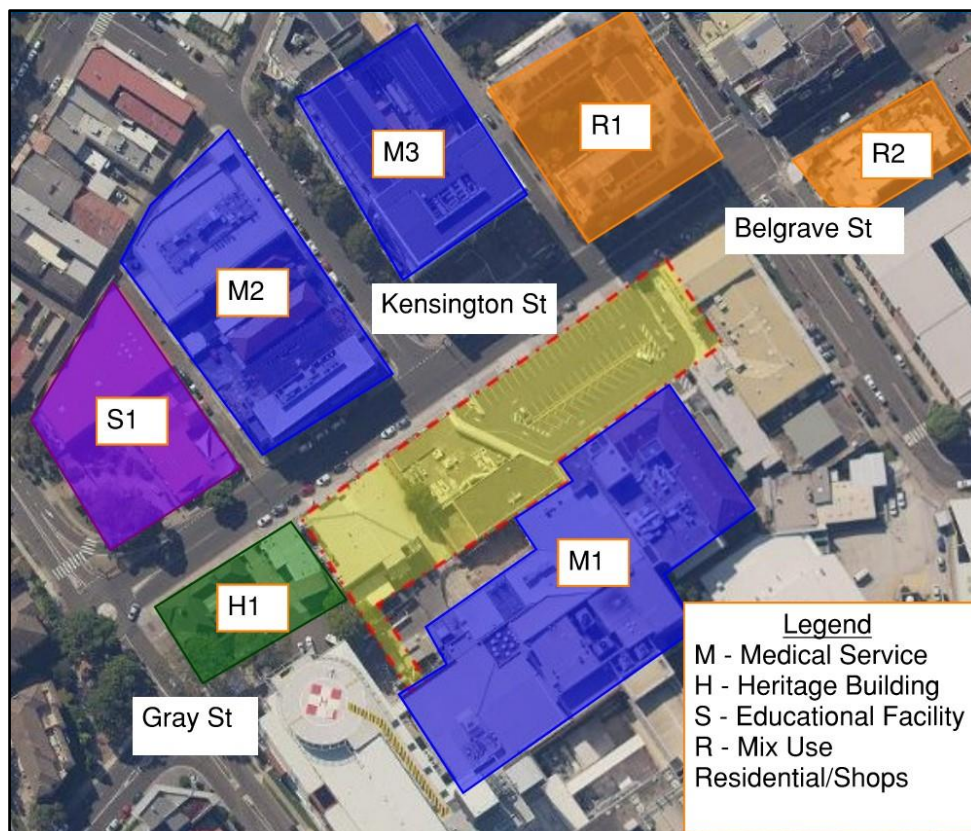 M3
R1
R2
Belgrave St
M2
Kensington St
S1
M1
H1
Gray St
H
Legend
M - Medical Service
H - Heritage Building
S - Educational Facility
R - Mix Use
Residential/Shops